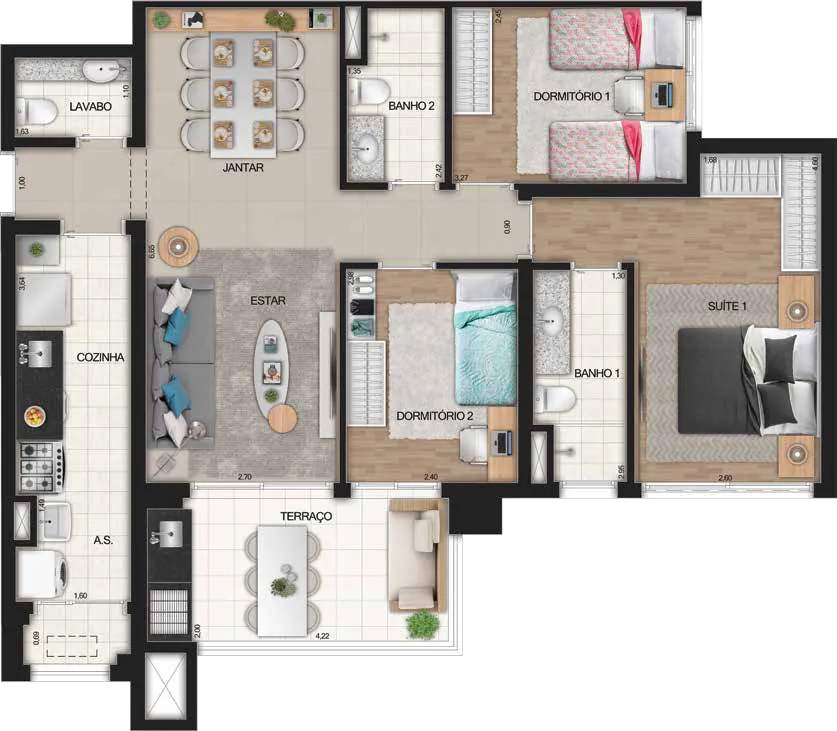 2,45
1,35
1,10
LAVABO
1,63
BANHO 2
DORMITÓRIO 1
JANTAR
2,42
3,27
1,68
4,60
1,00
0,90
6,65
3,64
2,98
1,30
ESTAR
SUÍTE 1
COZINHA
BANHO 1
DORMITÓRIO 2
2,70
2,40
2,95
2,60
1,49
TERRAÇO
A.S.
1,60
0,69
2,00
4,22